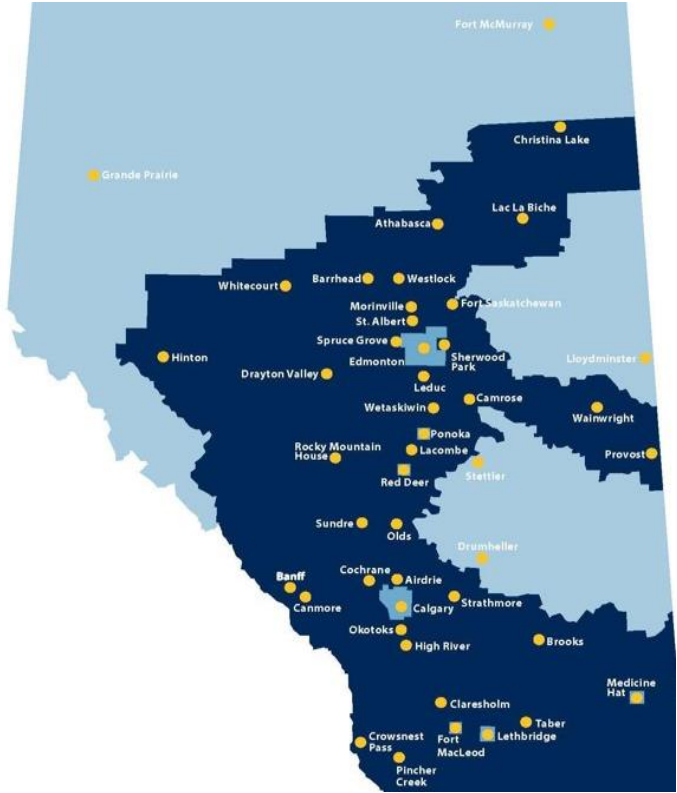 Fort McMurray
Christina Lake
Grande Prairie
Lac La Biche
Athabasca
Whitecourt
Barrhead
Westlock
Morinville
Fort Saskatchewan
St. Albert
Spruce Grove
Edmonton
Sherwood
Park
Hinton
Lloydminster
Drayton Valley
Leduc
Camrose
Wetaskiwin
Wainwright
Ponoka
Rocky Mountain
House
Lacombe
Provost
Red Deer
Stettler
Sundre
Olds
Drumheller
Cochrane
Airdrie
Banff
Canmore
Calgary
Strathmore
Okotoks
High River
Brooks
Medicine
Hat
Claresholm
Taber
Crowsnest
Pass
Fort
MacLeod
Lethbridge
Pincher
Creek